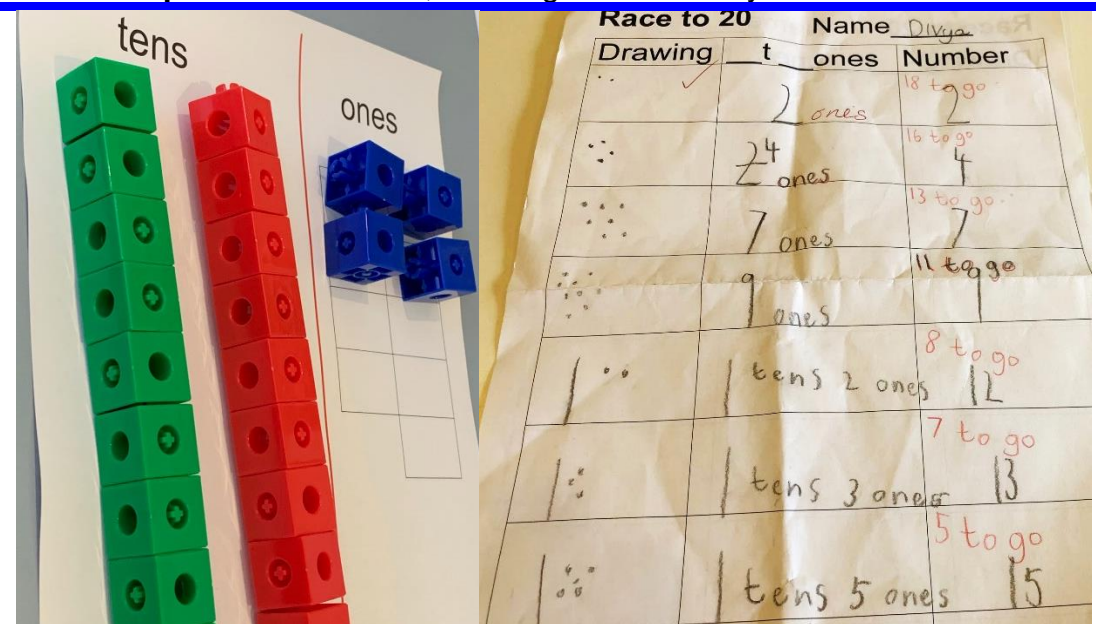 tens
ones
Race to 20 Name Divya
Drawing __t __ones Number
2 ones 18 to go 2
2 4 ones 16 to go 4
7 ones 13 to go 7
9 ones 11 to go 9
1 tens 2 ones 8 to go 12
1 tens 3 ones 7 to go 13
1 tens 5 ones 5 to go 15